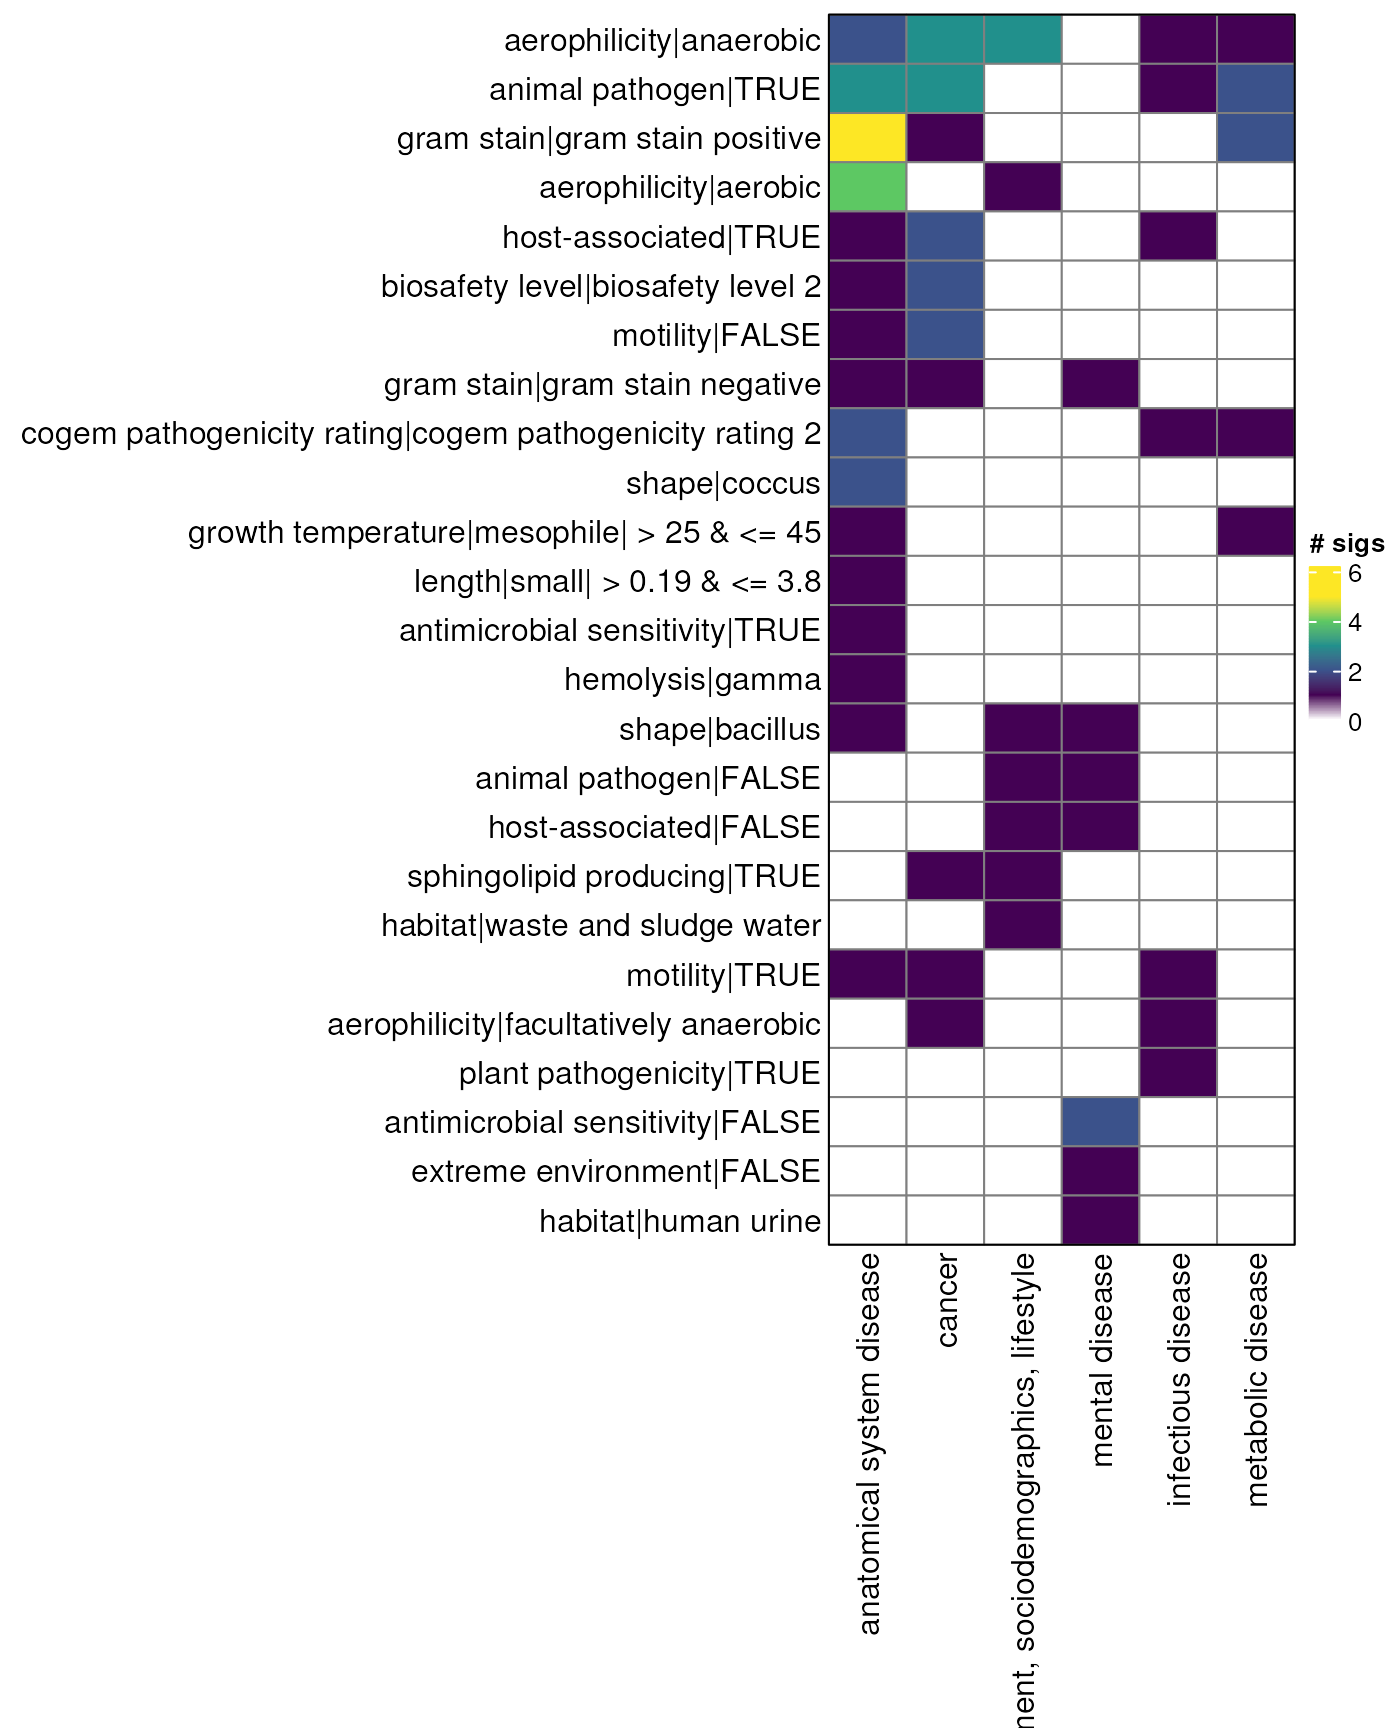 aerophilicity|anaerobic
animal pathogen|TRUE
gram stain|gram stain positive
aerophilicity|aerobic
host-associated|TRUE
biosafety level|biosafety level 2
motility|FALSE
gram stain|gram stain negative
cogem pathogenicity rating|cogem pathogenicity rating 2
shape|coccus
growth temperature|mesophile| > 25 & <= 45
length|small| > 0.19 & <= 3.8
antimicrobial sensitivity|TRUE
hemolysis|gamma
shape|bacillus
animal pathogen|FALSE
host-associated|FALSE
sphingolipid producing|TRUE
habitat|waste and sludge water
motility|TRUE
aerophilicity|facultatively anaerobic
plant pathogenicity|TRUE
antimicrobial sensitivity|FALSE
extreme environment|FALSE
habitat|human urine
# sigs
6
4
2
0
anatomical system disease
cancer
ment, sociodemographics, lifestyle
mental disease
infectious disease
metabolic disease